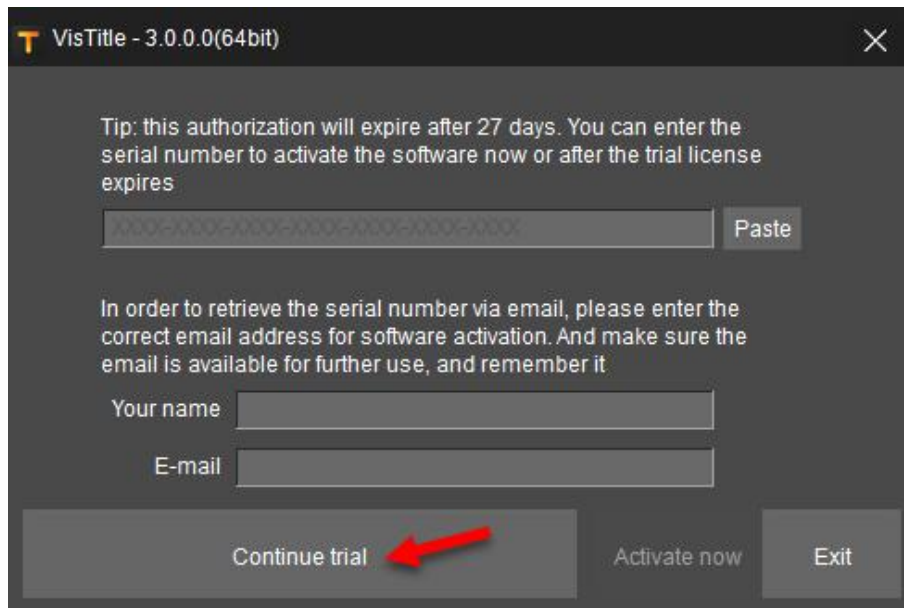 VisTitle - 3.0.0.0(64bit)
Tip: this authorization will expire after 27 days. You can enter the
serial number to activate the software now or after the trial license
expires
XXXX-XXXX-XXXX-XXXX-XXXX-XXXX-XXXX
Paste
In order to retrieve the serial number via email, please enter the
correct email address for software activation. And make sure the
email is available for further use, and remember it
Your name
E-mail
Continue trial
Activate now
Exit